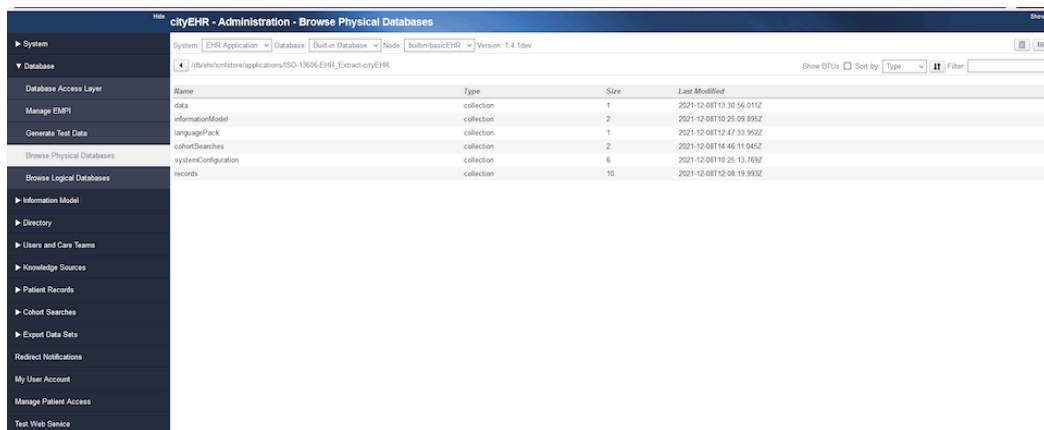 Hide
cityEHR - Administration - Browse Physical Databases
Show
▶ System
System: EHR Application Database: Built-in Database Node: builtin-basicEHR Version: 1.4.1dev
▼ Database
/db/ehr/xmlstore/applications/ISO-13606-EHR_Extract-cityEHR
Show BTUs Sort by: Type Filter:
Database Access Layer
Manage EMPI
Generate Test Data
Browse Physical Databases
Browse Logical Databases
▶ Information Model
▶ Directory
▶ Users and Care Teams
▶ Knowledge Sources
▶ Patient Records
▶ Cohort Searches
▶ Export Data Sets
Redirect Notifications
My User Account
Manage Patient Access
Test Web Service
Name Type Size Last Modified
data collection 1 2021-12-08T13:30:56.011Z
informationModel collection 2 2021-12-08T10:25:09.895Z
languagePack collection 1 2021-12-08T12:47:33.952Z
cohortSearches collection 2 2021-12-08T14:46:11.045Z
systemConfiguration collection 6 2021-12-08T10:25:13.769Z
records collection 10 2021-12-08T12:08:19.993Z